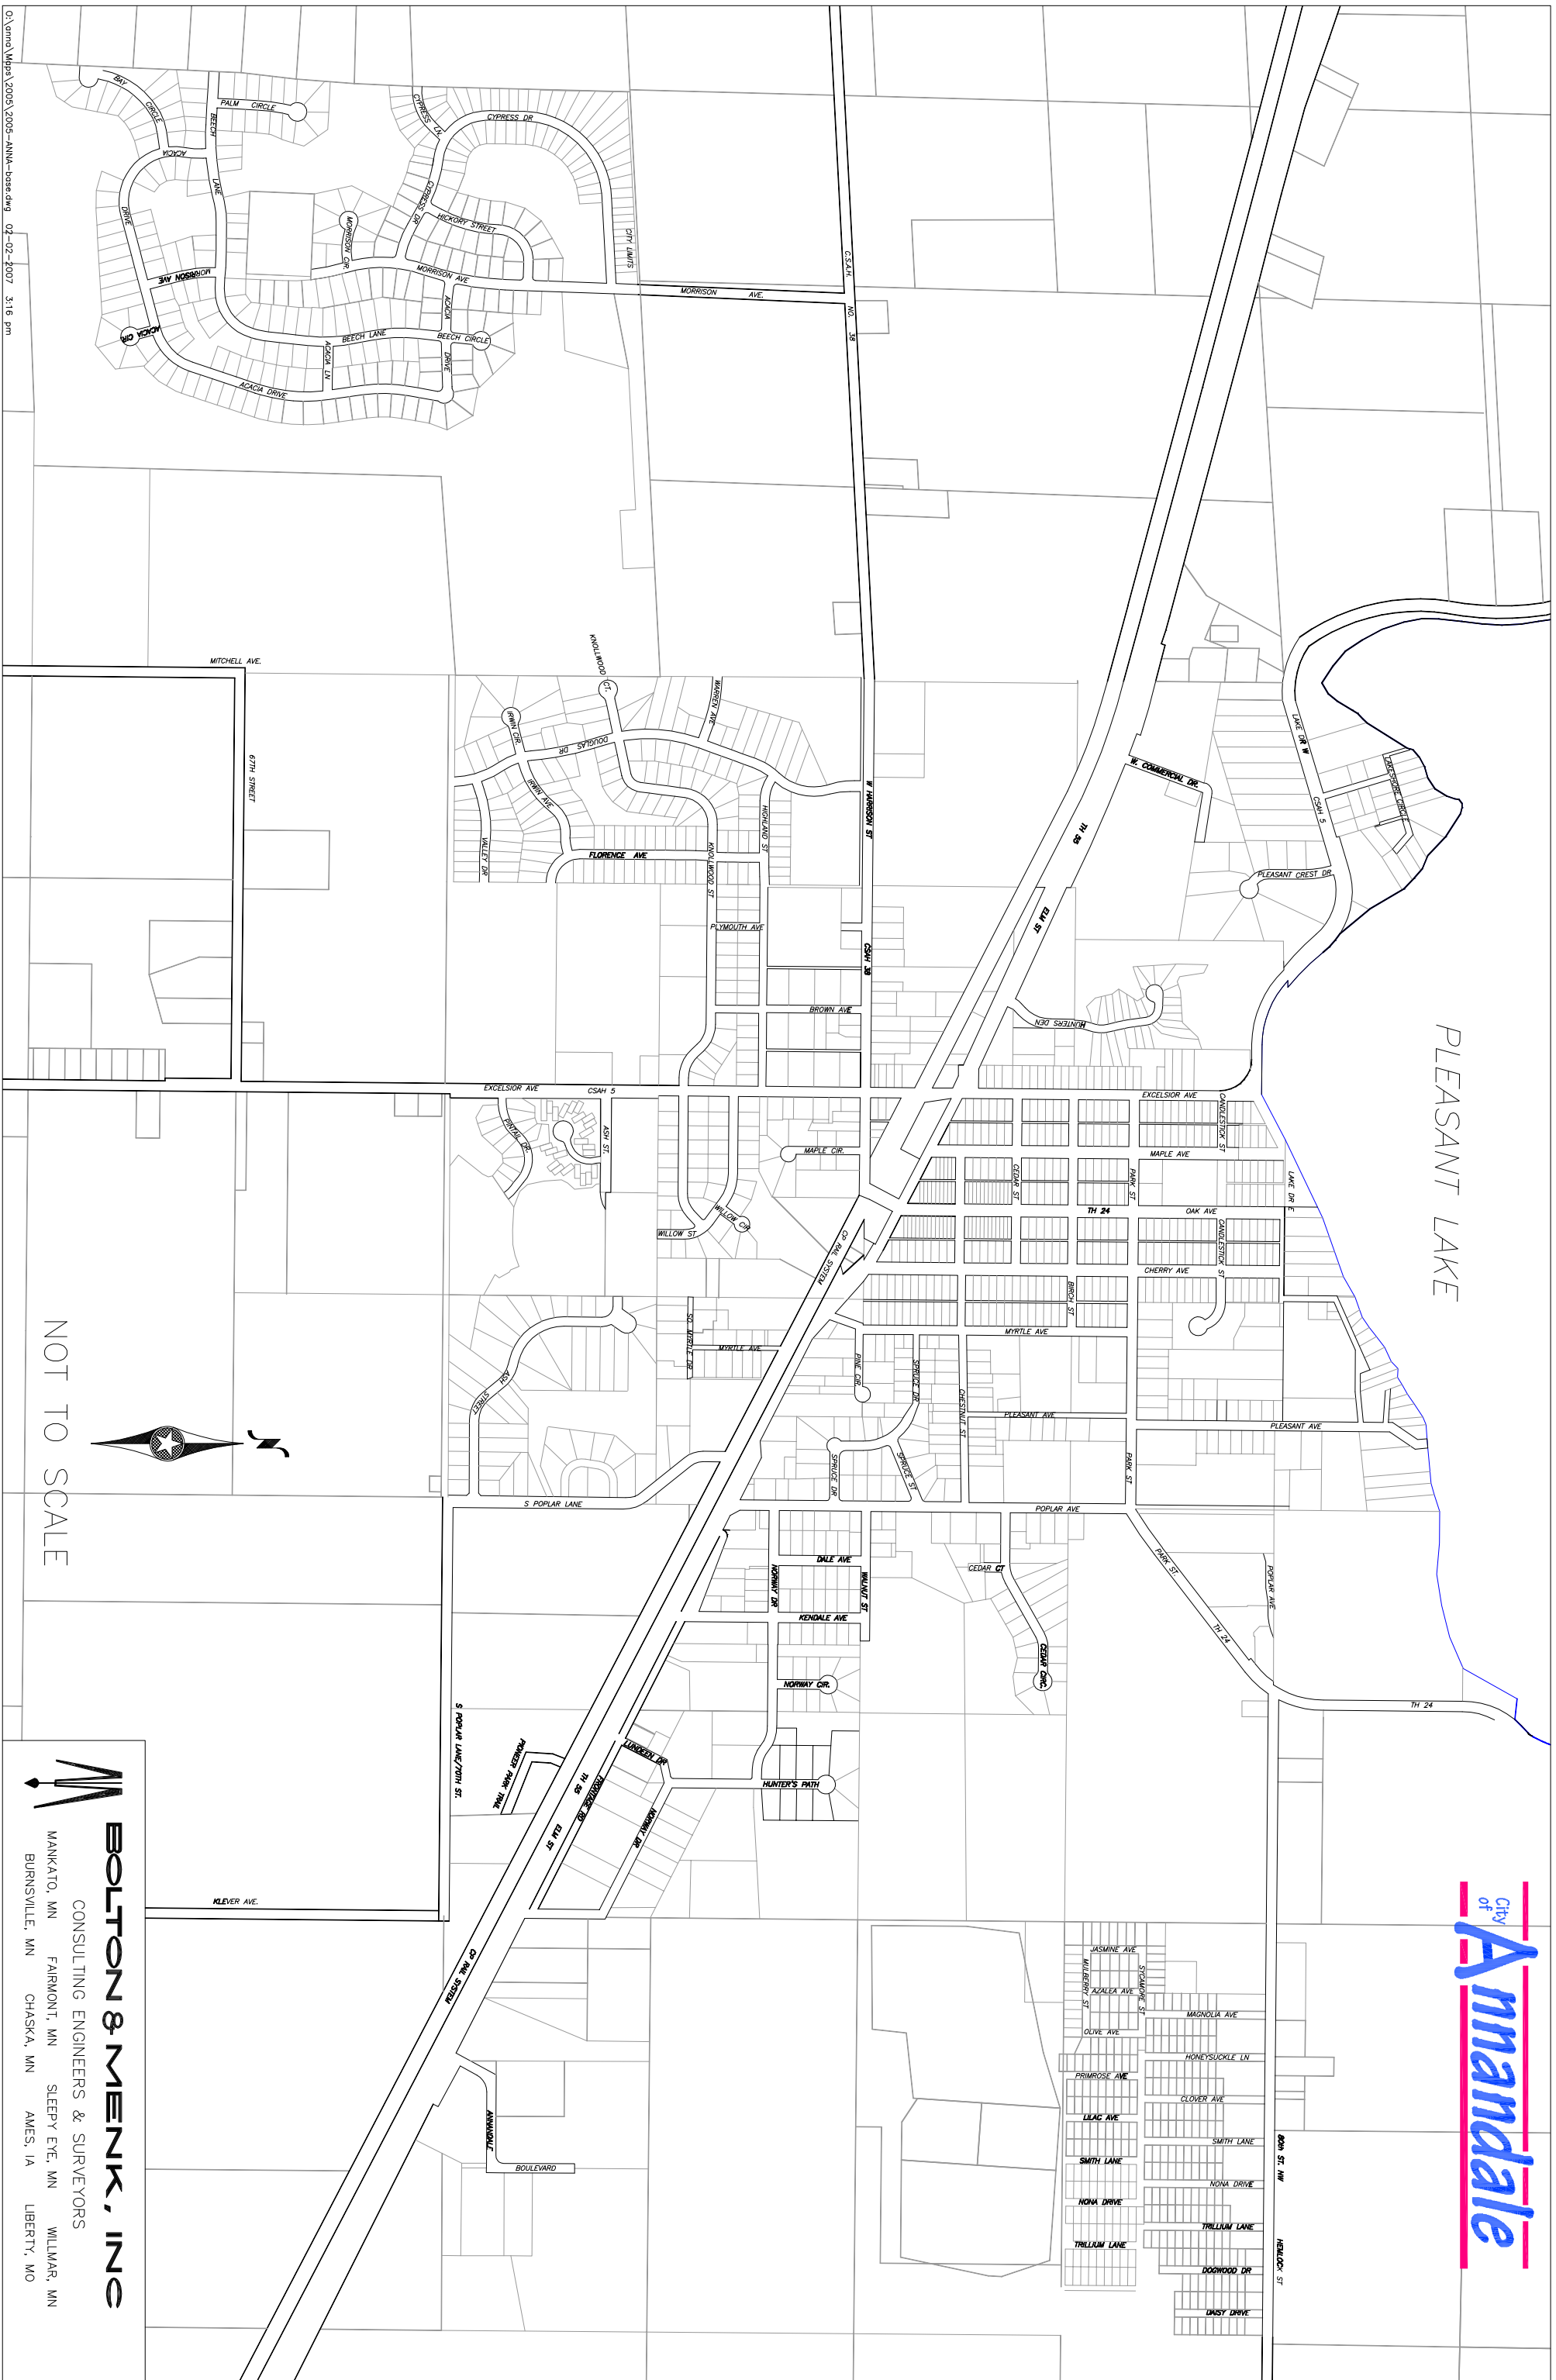 City
of
Annandale
PLEASANT LAKE
LAKE DR W
CSAH 5
LAKESHORE CIRCLE
PLEASANT CREST DR
W. COMMERCIAL DR.
TH 55
ELM ST
HUNTERS DEN
EXCELSIOR AVE
CANDLESTICK ST
MAPLE AVE
LAKE DR E
PARK ST
CEDAR ST
TH 24
OAK AVE
CANDLESTICK ST
CHERRY AVE
BIRCH ST
MYRTLE AVE
PLEASANT AVE
PLEASANT AVE
CHESTNUT ST
PARK ST
POPLAR AVE
PARK ST
TH 24
POPLAR AVE
TH 24
CEDAR CT
CEDAR CIRC.
80th ST. NW
HEMLOCK ST
JASMINE AVE
MULBERRY ST
SYCAMORE ST
AZALEA AVE
MAGNOLIA AVE
OLIVE AVE
HONEYSUCKLE LN
PRIMROSE AVE
CLOVER AVE
LILAC AVE
SMITH LANE
SMITH LANE
NONA DRIVE
NONA DRIVE
TRILLIUM LANE
TRILLIUM LANE
DOGWOOD DR
DAISY DRIVE
C.S.A.H. NO. 38
MORRISON AVE.
CITY LIMITS
CYPRESS DR
CYPRESS LN.
CYPRESS DR
HICKORY STREET
MORRISON AVE
MORRISON CIR
PALM CIRCLE
BAY CIRCLE
BEECH LANE
ACACIA DRIVE
MORRISON AVE
ACACIA CIR.
ACACIA DRIVE
BEECH LANE
BEECH CIRCLE
ACACIA LN
ACACIA DRIVE
W HARRISON ST
CSAH 38
KNOLLWOOD CT.
WARREN AVE
DOUGLAS DR
IRWIN CIR.
IRWIN AVE
VALLEY DR
FLORENCE AVE
HIGHLAND ST
KNOLLWOOD ST
PLYMOUTH AVE
BROWN AVE
MITCHELL AVE.
67TH STREET
EXCELSIOR AVE
CSAH 5
PINTAIL DR.
ASH ST.
MAPLE CIR.
WILLOW CIR
WILLOW ST
CP RAIL SYSTEM
SO. MYRTLE DR
MYRTLE AVE
PINE CIR.
SPRUCE DR
SPRUCE ST
SPRUCE DR
ASH STREET
S POPLAR LANE
DALE AVE
NORWAY DR
WALNUT ST
KENDALE AVE
NORWAY CIR.
HUNTER'S PATH
LUNDEEN DR
FRONTAGE RD
NORWAY DR
TH 55
ELM ST
PIONEER PARK TRAIL
S POPLAR LANE/70TH ST.
KLEVER AVE.
CP RAIL SYSTEM
ANNANDALE
BOULEVARD
N
NOT TO SCALE
BOLTON & MENK, INC
CONSULTING ENGINEERS & SURVEYORS
MANKATO, MN FAIRMONT, MN SLEEPY EYE, MN WILLMAR, MN
BURNSVILLE, MN CHASKA, MN AMES, IA LIBERTY, MO
O:\anna\Maps\2005\2005-ANNA-base.dwg 02-02-2007 3:16 pm